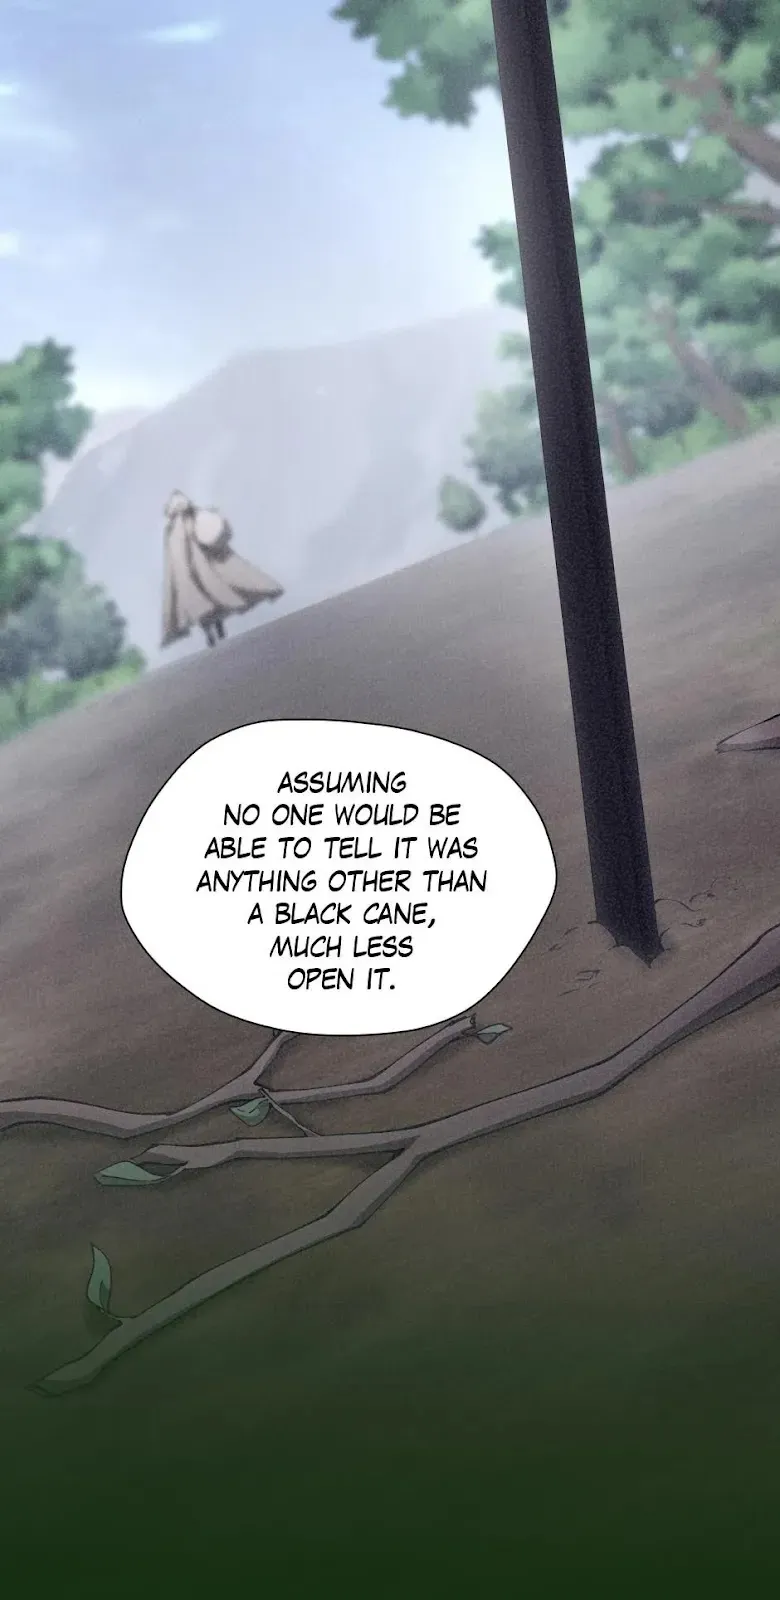 ASSUMING
NO ONE WOULD BE
ABLE TO TELL IT WAS
ANYTHING OTHER THAN
A BLACK CANE,
MUCH LESS
OPEN IT.